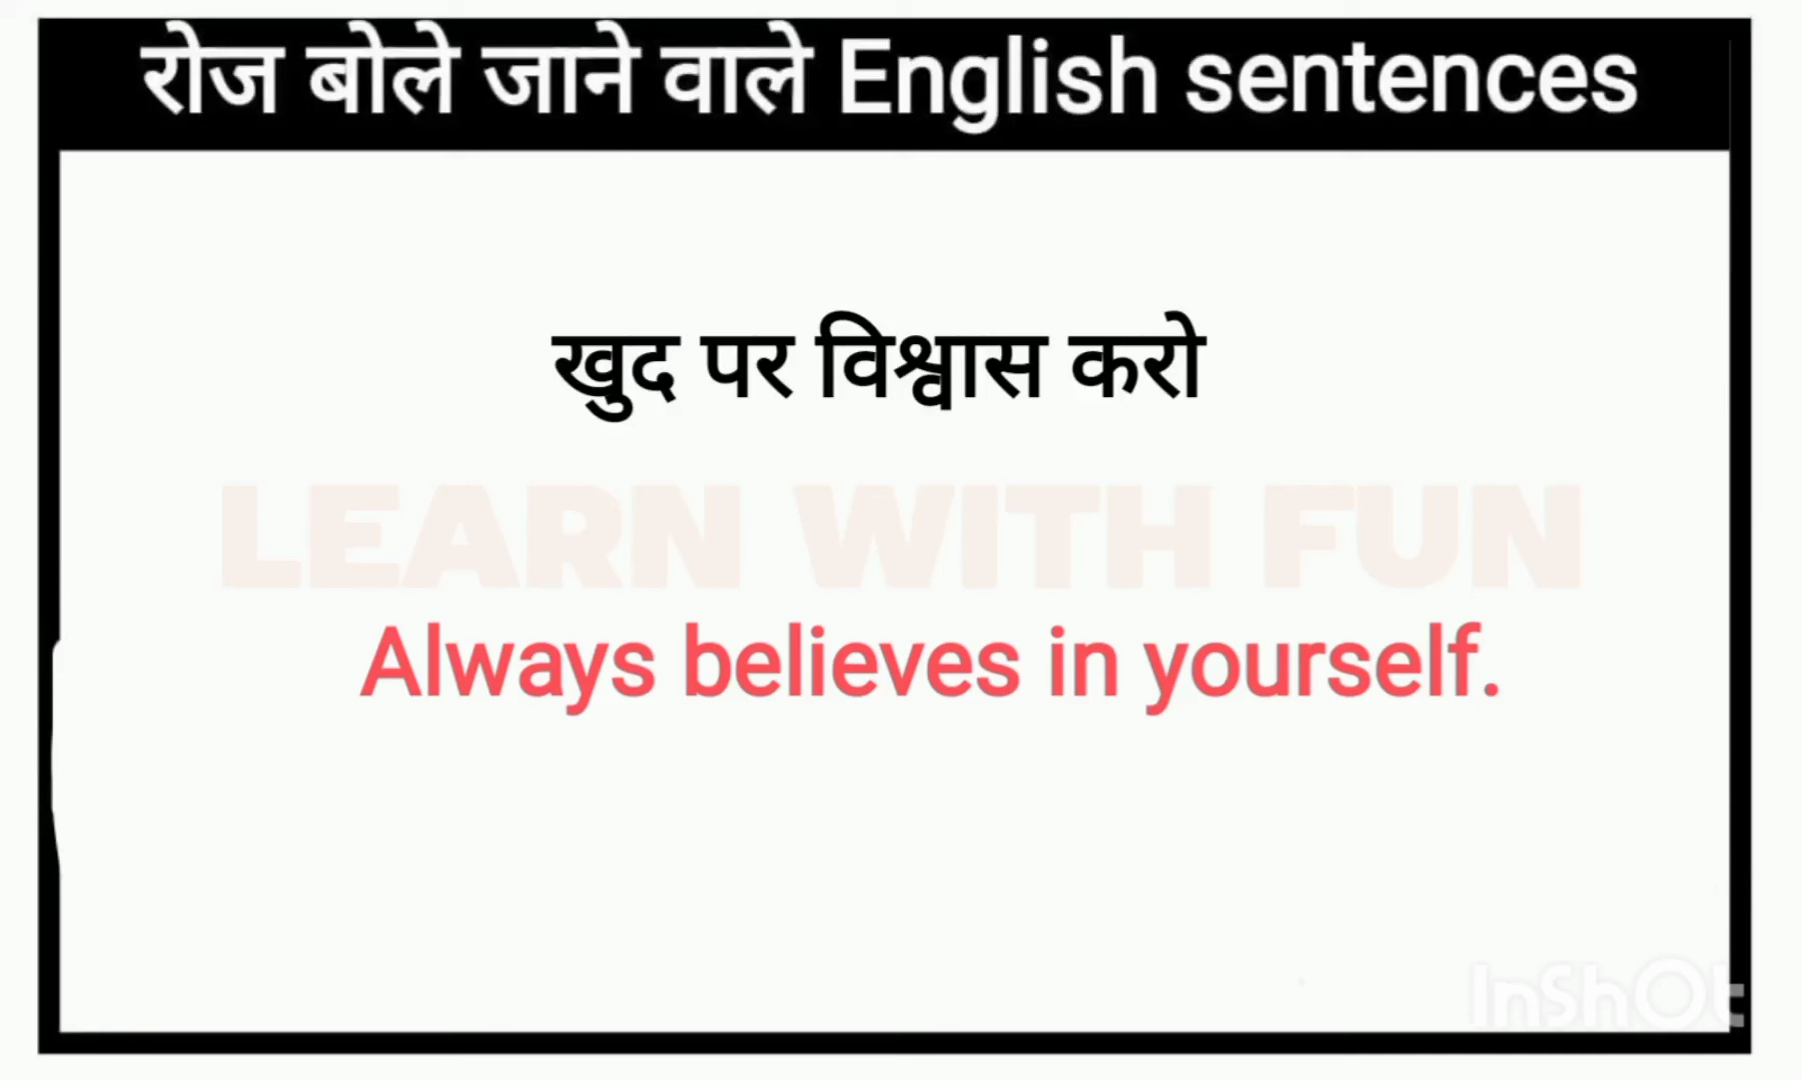 रोज बोले जाने वाले English sentences
खुद पर विश्वास करो
LEARN WITH FUN
Always believes in yourself.
InShOt